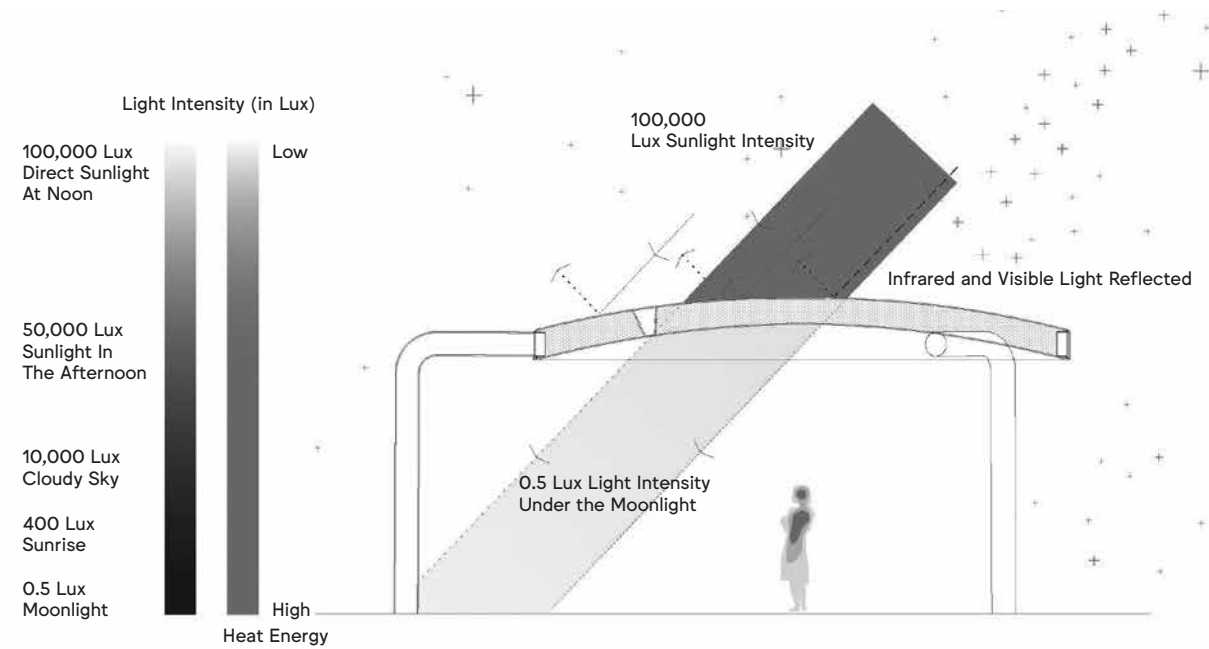 Light Intensity (in Lux)
100,000 Lux
Direct Sunlight
At Noon
Low
50,000 Lux
Sunlight In
The Afternoon
10,000 Lux
Cloudy Sky
400 Lux
Sunrise
0.5 Lux
Moonlight
High
Heat Energy
100,000
Lux Sunlight Intensity
Infrared and Visible Light Reflected
0.5 Lux Light Intensity
Under the Moonlight